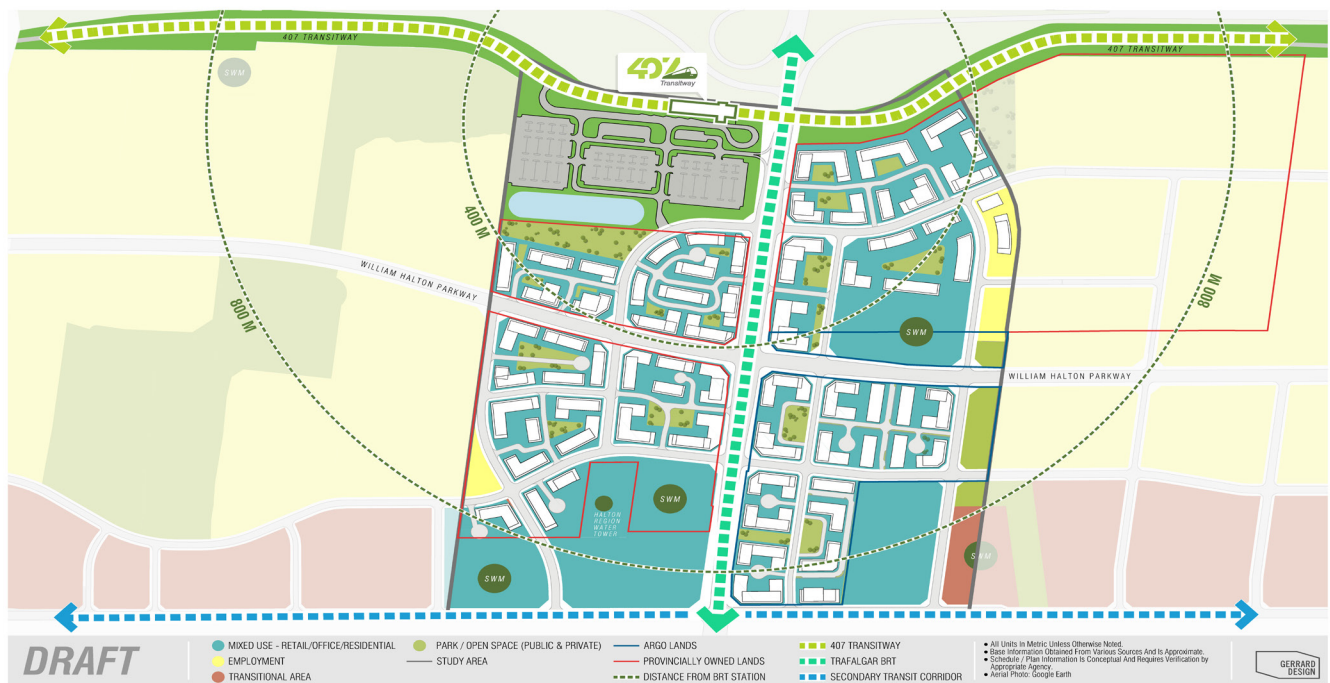 407 TRANSITWAY
407 TRANSITWAY
407
Transitway
SWM
400 M
800 M
800 M
WILLIAM HALTON PARKWAY
SWM
WILLIAM HALTON PARKWAY
HALTON
REGION
WATER
TOWER
SWM
SWM
SWM
DRAFT
MIXED USE - RETAIL/OFFICE/RESIDENTIAL
EMPLOYMENT
TRANSITIONAL AREA
PARK / OPEN SPACE (PUBLIC & PRIVATE)
STUDY AREA
ARGO LANDS
PROVINCIALLY OWNED LANDS
DISTANCE FROM BRT STATION
407 TRANSITWAY
TRAFALGAR BRT
SECONDARY TRANSIT CORRIDOR
• All Units In Metric Unless Otherwise Noted.
• Base Information Obtained From Various Sources And Is Approximate.
• Schedule / Plan Information Is Conceptual And Requires Verification by
Appropriate Agency.
• Aerial Photo: Google Earth
GERRARD
DESIGN